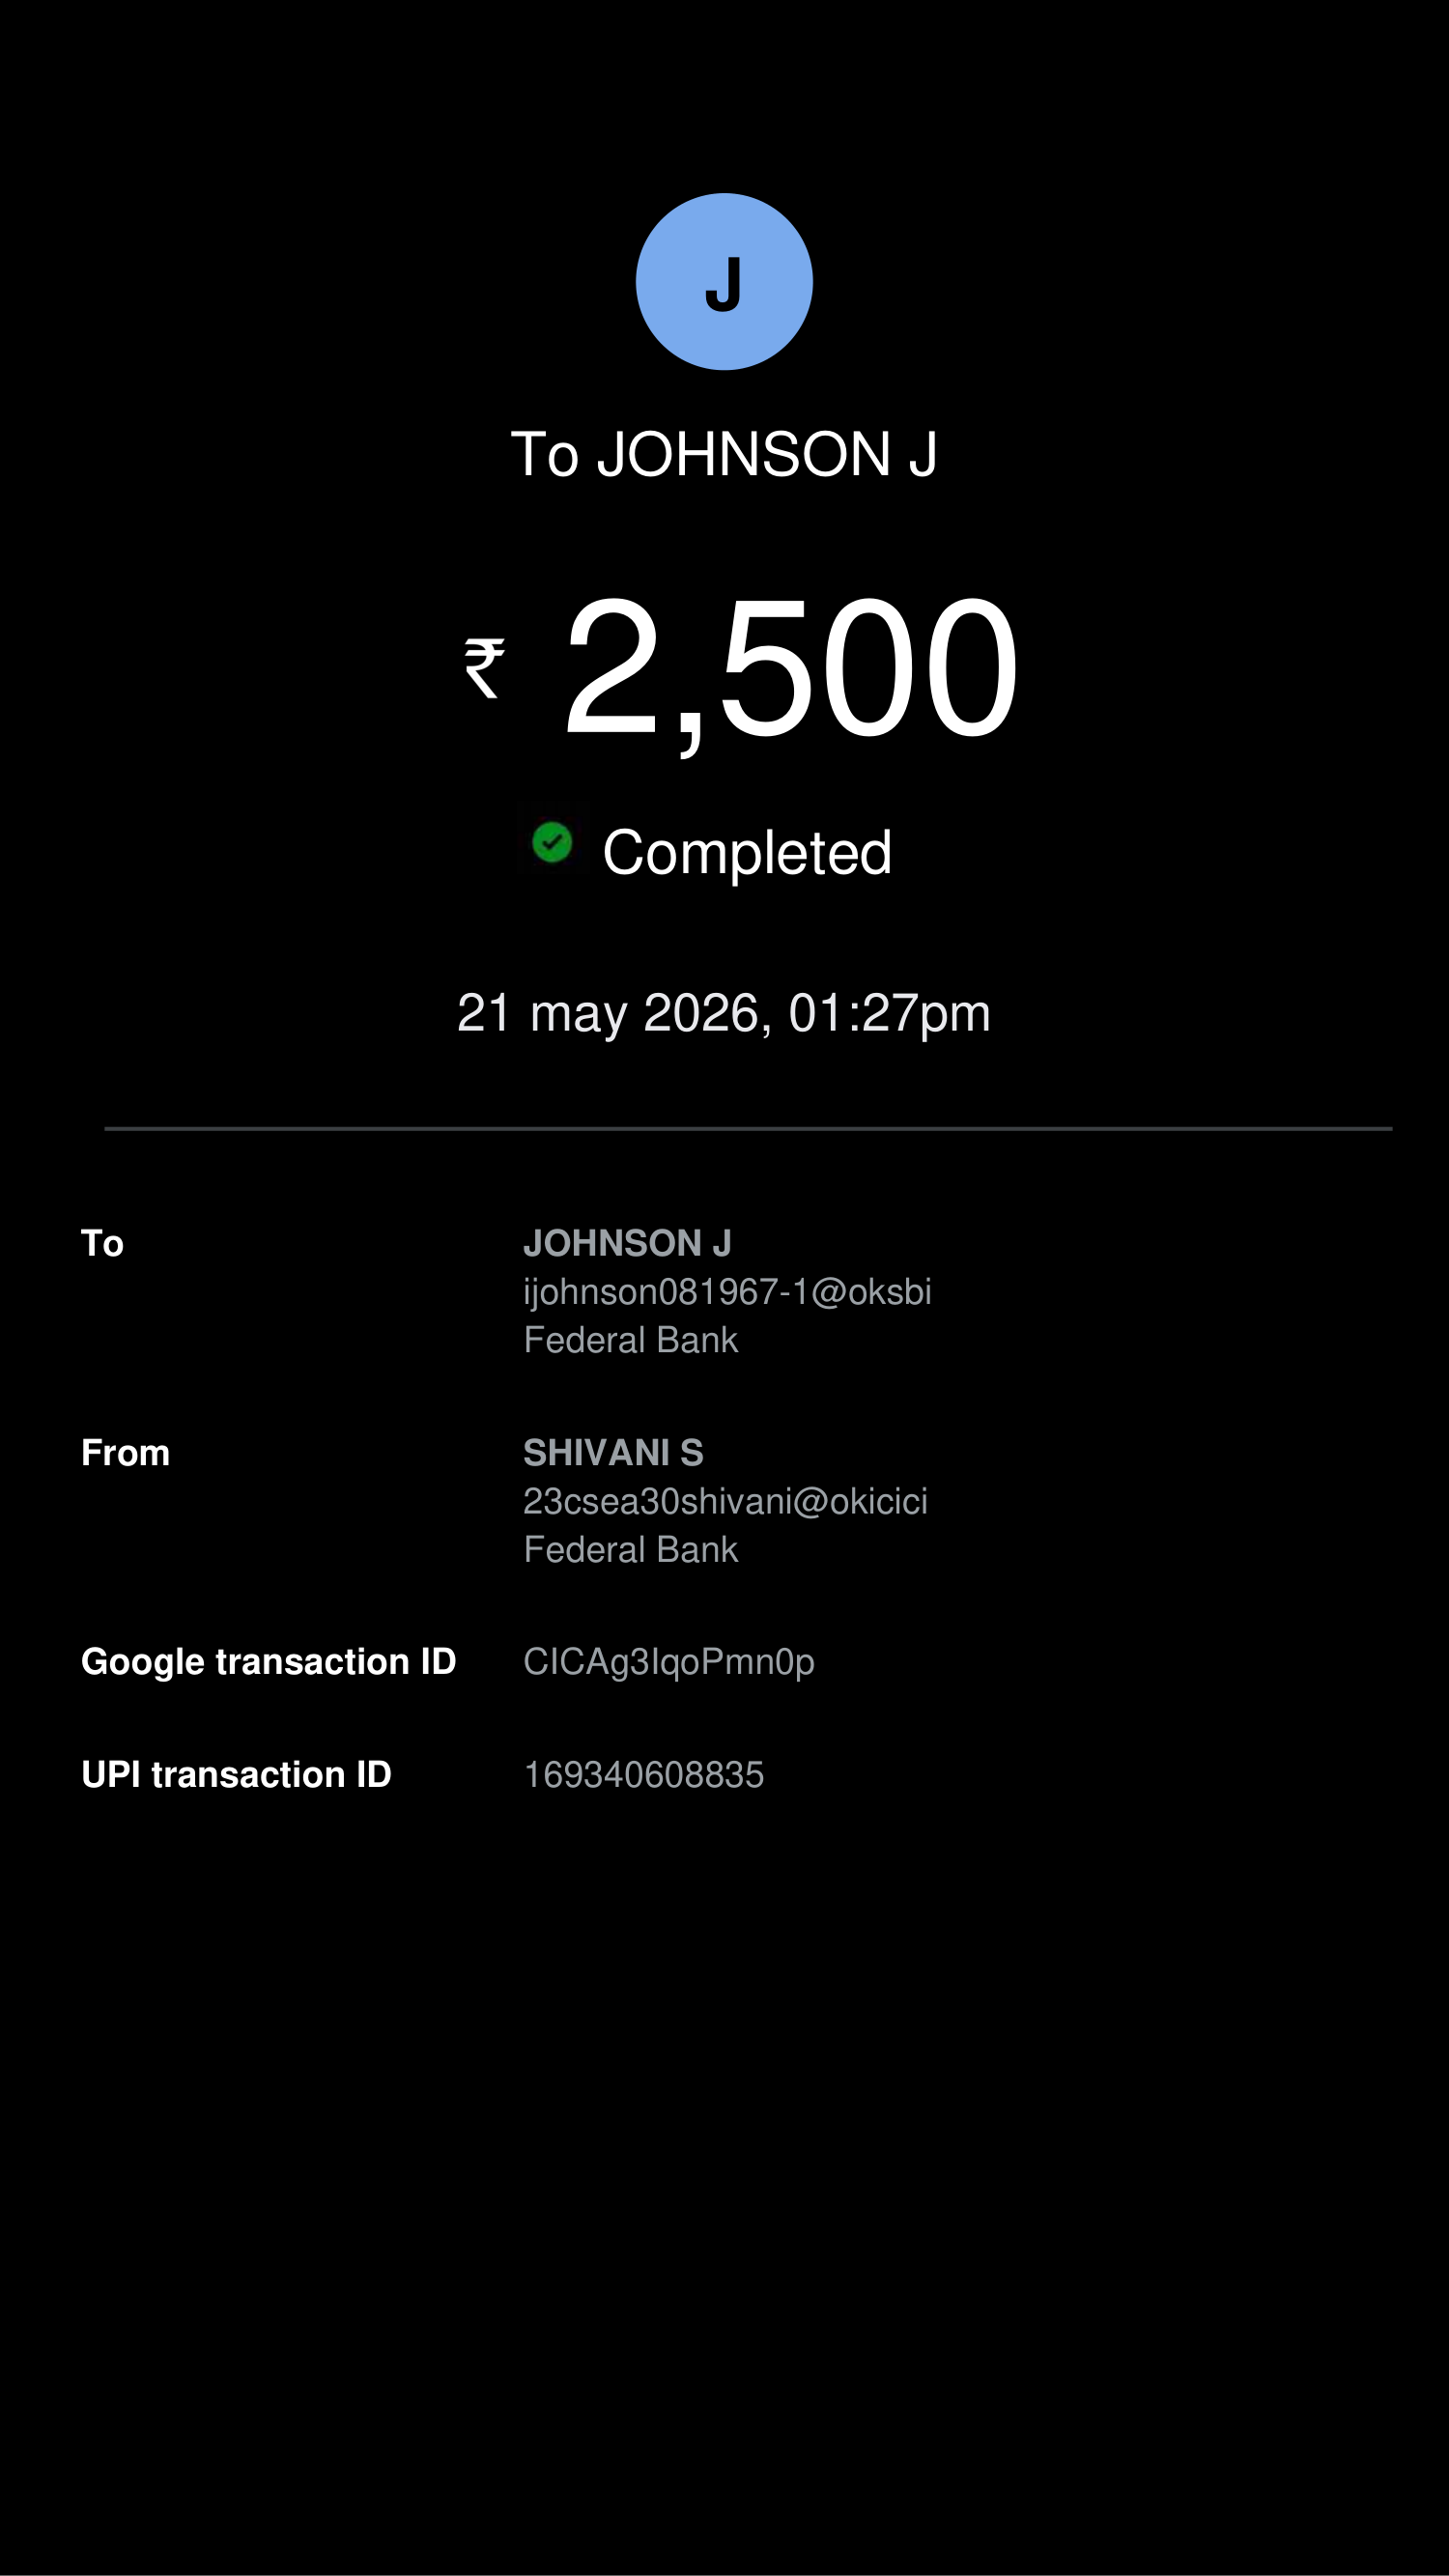 J
To JOHNSON J
₹ 2,500
Completed
21 may 2026, 01:27pm
To JOHNSON J
ijohnson081967-1@oksbi
Federal Bank
From SHIVANI S
23csea30shivani@okicici
Federal Bank
Google transaction ID CICAg3IqoPmn0p
UPI transaction ID 169340608835